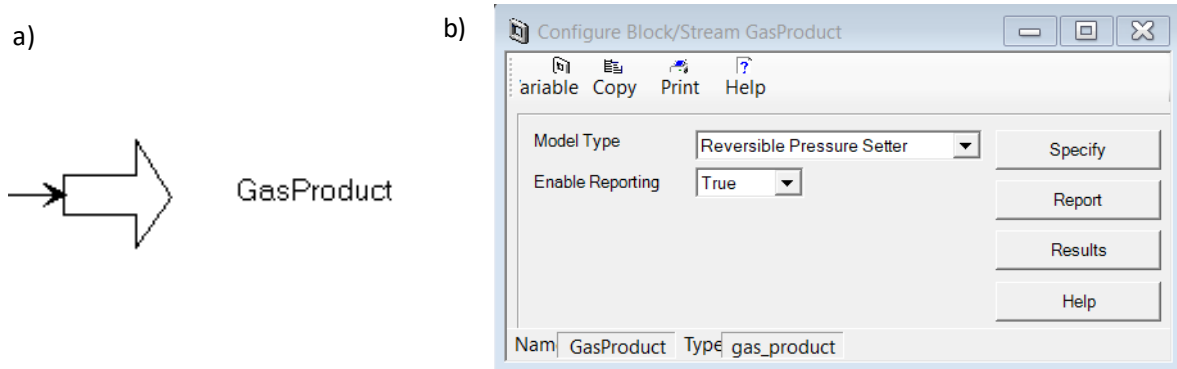 a)
GasProduct
b)
Configure Block/Stream GasProduct
ariable Copy Print Help
Model Type Reversible Pressure Setter Specify
Enable Reporting True Report
Results
Help
Nam GasProduct Type gas_product